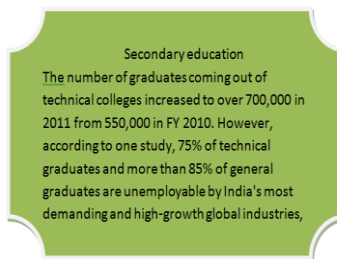 Secondary education
The number of graduates coming out of
technical colleges increased to over 700,000 in
2011 from 550,000 in FY 2010. However,
according to one study, 75% of technical
graduates and more than 85% of general
graduates are unemployable by India's most
demanding and high-growth global industries,